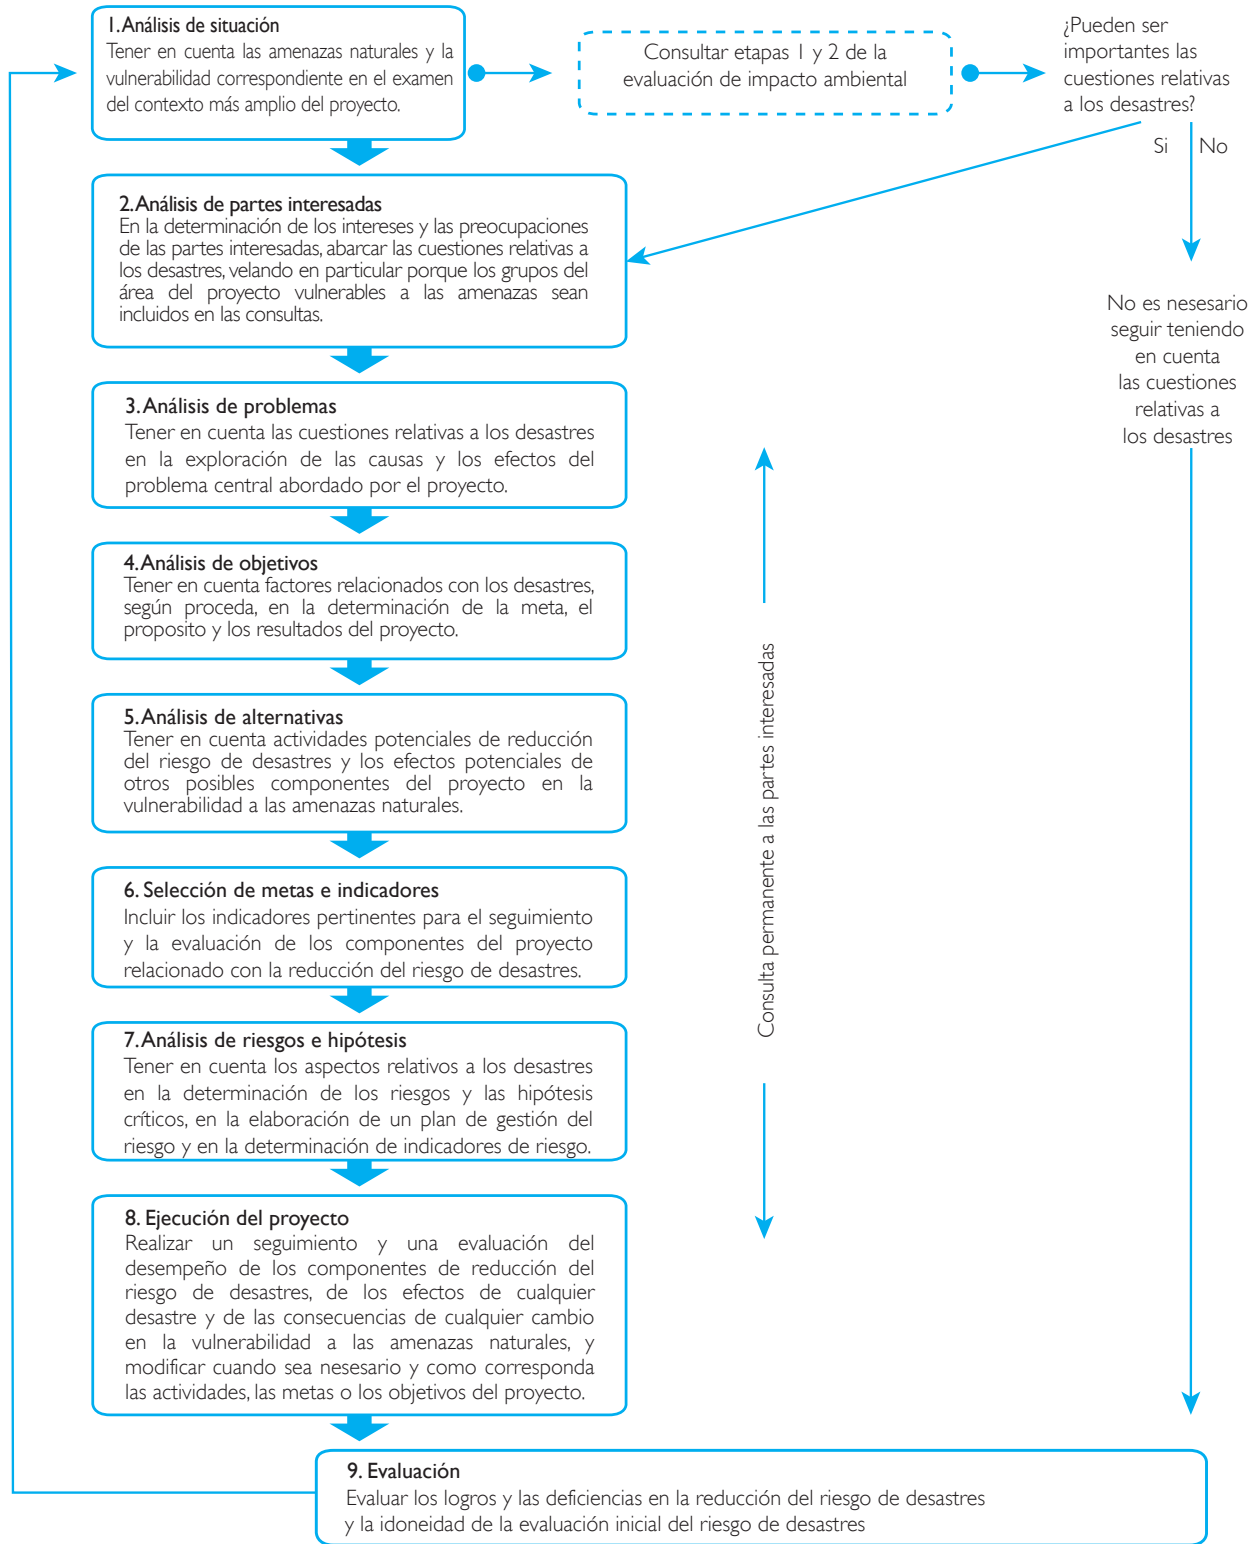 1. Análisis de situación
Tener en cuenta las amenazas naturales y la
vulnerabilidad correspondiente en el examen
del contexto más amplio del proyecto.
Consultar etapas 1 y 2 de la
evaluación de impacto ambiental
¿Pueden ser
importantes las
cuestiones relativas
a los desastres?
Si
No
2. Análisis de partes interesadas
En la determinación de los intereses y las preocupaciones
de las partes interesadas, abarcar las cuestiones relativas a
los desastres, velando en particular porque los grupos del
área del proyecto vulnerables a las amenazas sean
incluidos en las consultas.
No es nesesario
seguir teniendo
en cuenta
las cuestiones
relativas a
los desastres
3. Análisis de problemas
Tener en cuenta las cuestiones relativas a los desastres
en la exploración de las causas y los efectos del
problema central abordado por el proyecto.
4. Análisis de objetivos
Tener en cuenta factores relacionados con los desastres,
según proceda, en la determinación de la meta, el
proposito y los resultados del proyecto.
5. Análisis de alternativas
Tener en cuenta actividades potenciales de reducción
del riesgo de desastres y los efectos potenciales de
otros posibles componentes del proyecto en la
vulnerabilidad a las amenazas naturales.
Consulta permanente a las partes interesadas
6. Selección de metas e indicadores
Incluir los indicadores pertinentes para el seguimiento
y la evaluación de los componentes del proyecto
relacionado con la reducción del riesgo de desastres.
7. Análisis de riesgos e hipótesis
Tener en cuenta los aspectos relativos a los desastres
en la determinación de los riesgos y las hipótesis
críticos, en la elaboración de un plan de gestión del
riesgo y en la determinación de indicadores de riesgo.
8. Ejecución del proyecto
Realizar un seguimiento y una evaluación del
desempeño de los componentes de reducción del
riesgo de desastres, de los efectos de cualquier
desastre y de las consecuencias de cualquier cambio
en la vulnerabilidad a las amenazas naturales, y
modificar cuando sea nesesario y como corresponda
las actividades, las metas o los objetivos del proyecto.
9. Evaluación
Evaluar los logros y las deficiencias en la reducción del riesgo de desastres
y la idoneidad de la evaluación inicial del riesgo de desastres